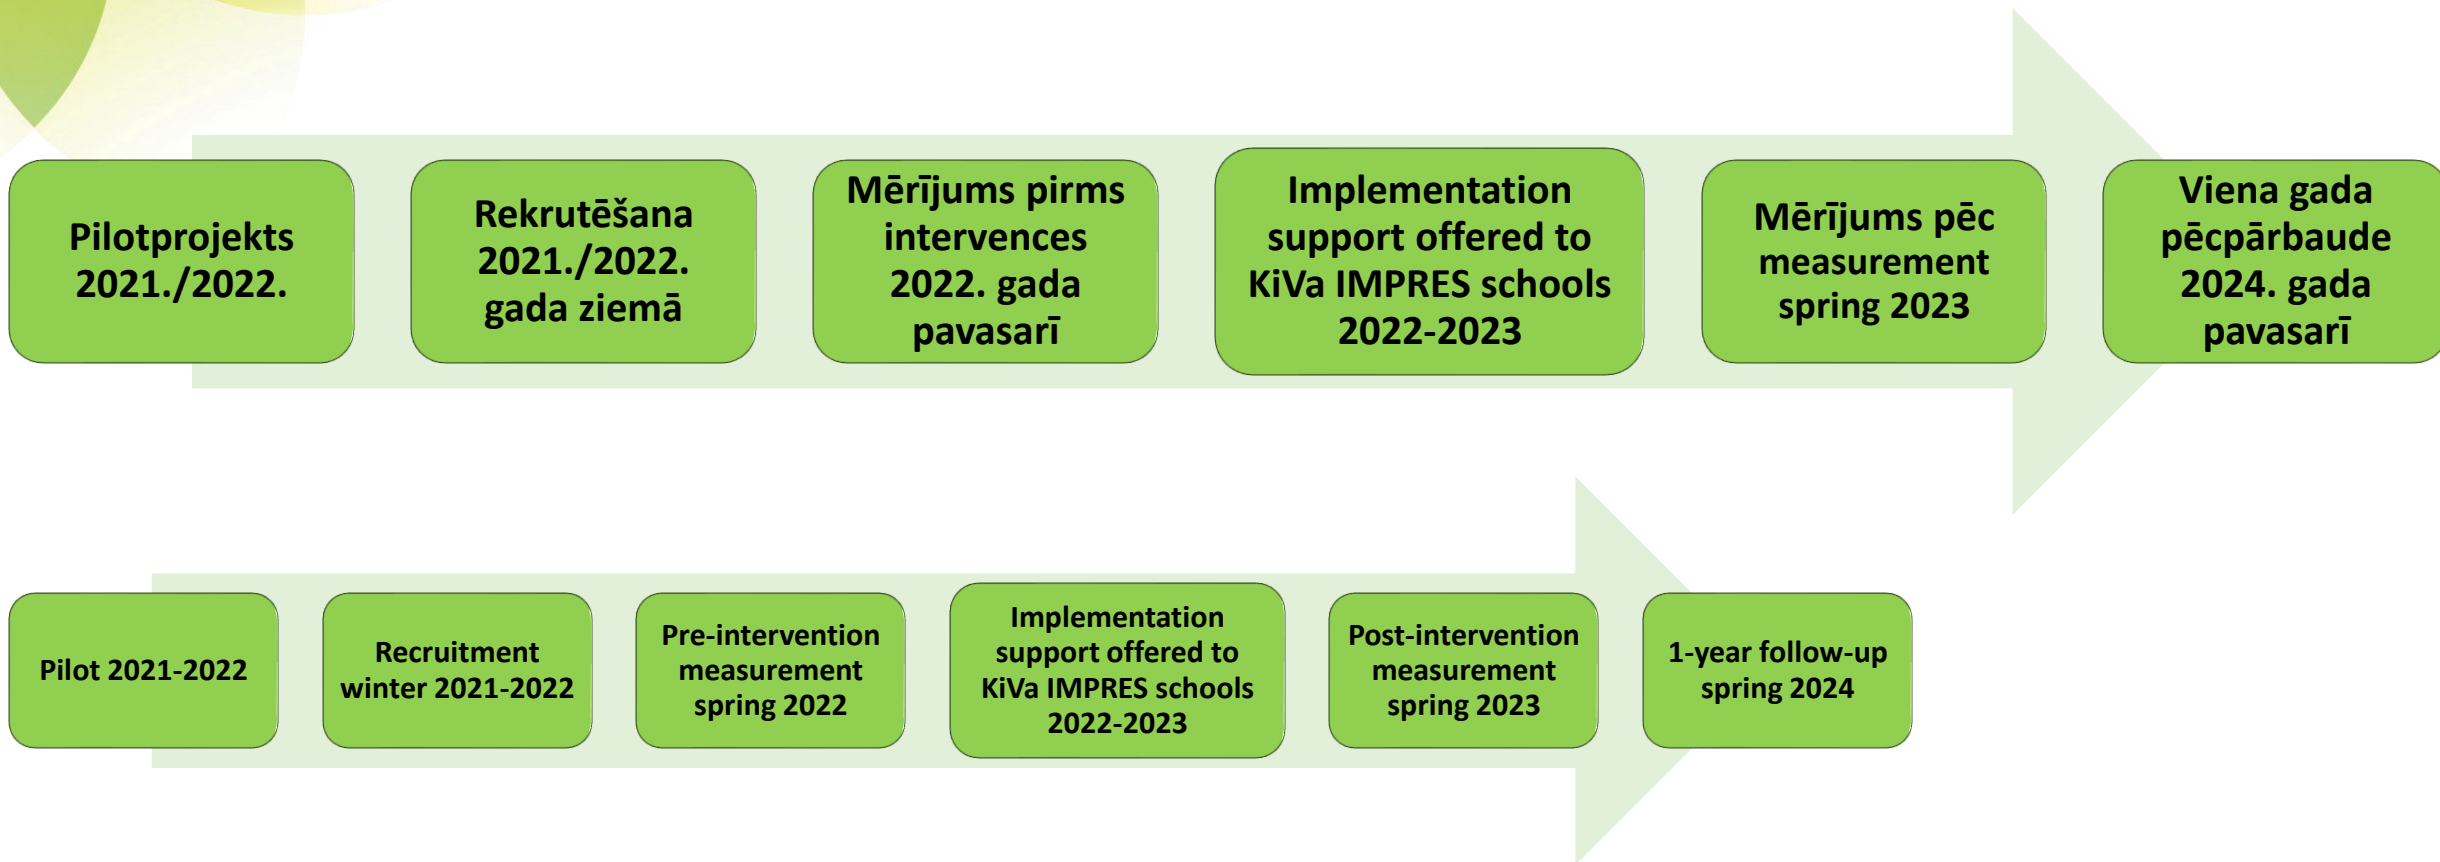 Pilotprojekts
2021./2022.
Rekrutēšana
2021./2022.
gada ziemā
Mērījums pirms
intervences
2022. gada
pavasarī
Implementation
support offered to
KiVa IMPRES schools
2022-2023
Mērījums pēc
measurement
spring 2023
Viena gada
pēcpārbaude
2024. gada
pavasarī
Pilot 2021-2022
Recruitment
winter 2021-2022
Pre-intervention
measurement
spring 2022
Implementation
support offered to
KiVa IMPRES schools
2022-2023
Post-intervention
measurement
spring 2023
1-year follow-up
spring 2024